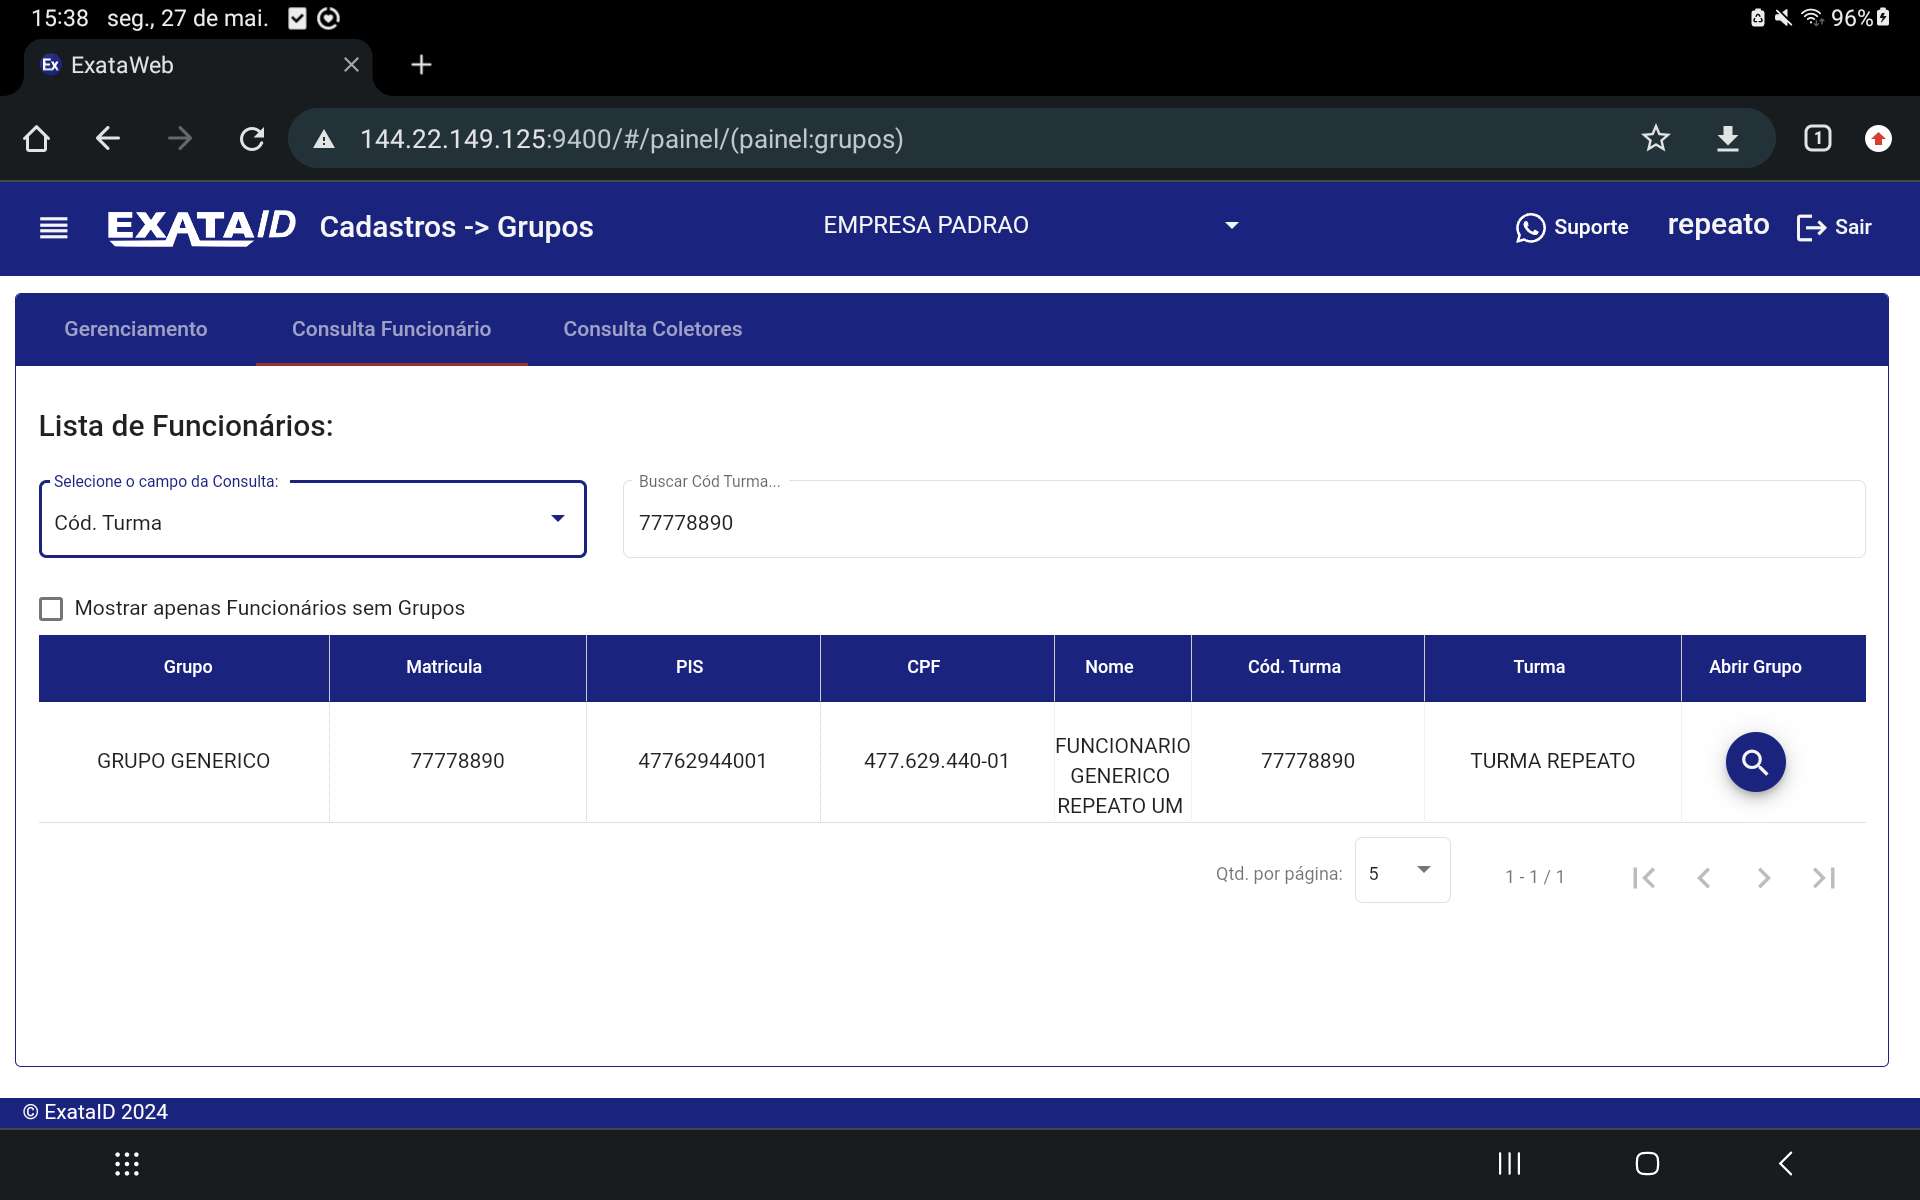 15:38 seg., 27 de mai. 96%
Ex ExataWeb
144.22.149.125:9400/#/painel/(painel:grupos) 1
EXATAID Cadastros -> Grupos EMPRESA PADRAO Suporte repeato Sair
Gerenciamento Consulta Funcionário Consulta Coletores
Lista de Funcionários:
Selecione o campo da Consulta: Buscar Cód Turma...
Cód. Turma 77778890
Mostrar apenas Funcionários sem Grupos
Grupo Matricula PIS CPF Nome Cód. Turma Turma Abrir Grupo
GRUPO GENERICO 77778890 47762944001 477.629.440-01 FUNCIONARIO GENERICO REPEATO UM 77778890 TURMA REPEATO
Qtd. por página: 5 1 - 1 / 1
© ExataID 2024